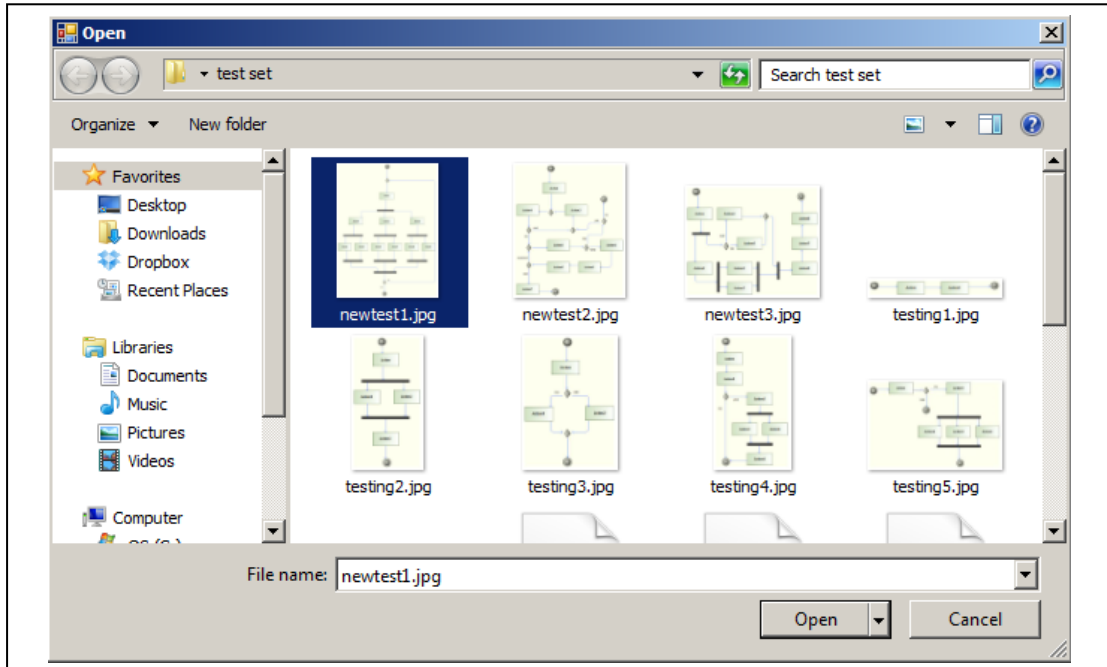 Open
test set
Search test set
Organize New folder
Favorites
Desktop
Downloads
Dropbox
Recent Places
Libraries
Documents
Music
Pictures
Videos
Computer
newtest1.jpg newtest2.jpg newtest3.jpg testing1.jpg
testing2.jpg testing3.jpg testing4.jpg testing5.jpg
File name: newtest1.jpg
Open Cancel